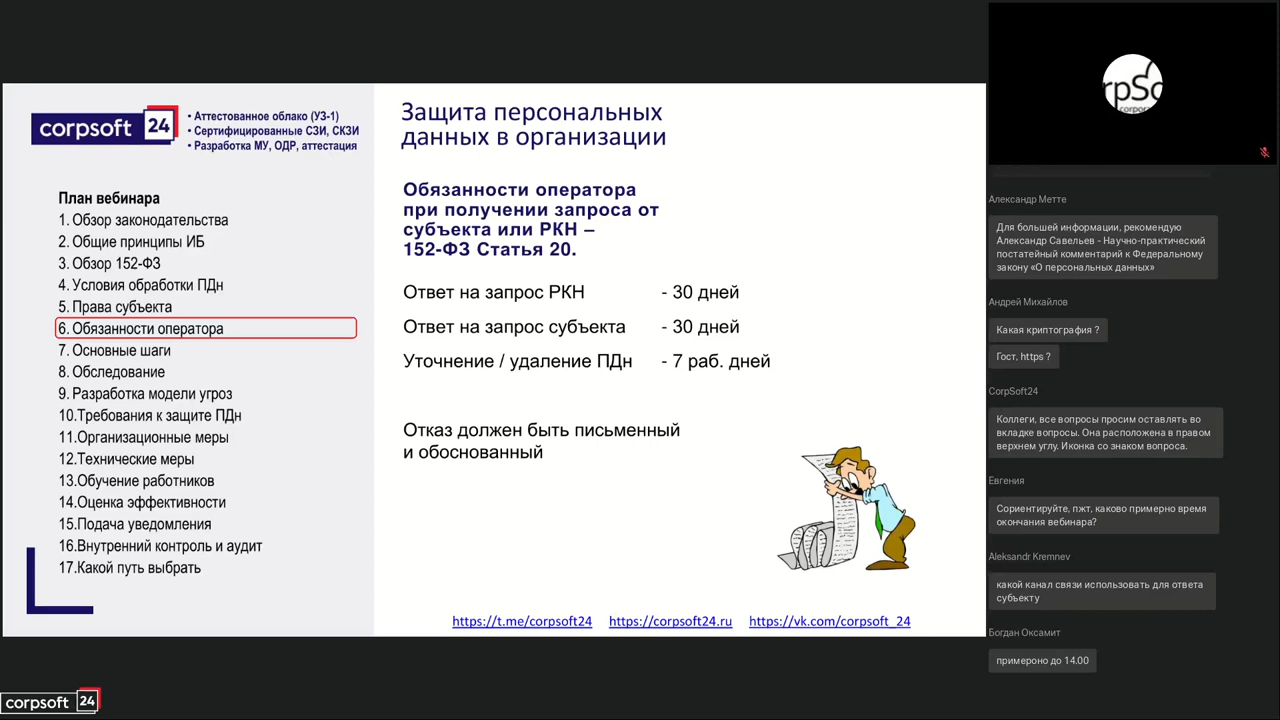 corpsoft 24
• Аттестованное облако (УЗ-1)
• Сертифицированные СЗИ, СКЗИ
• Разработка МУ, ОДР, аттестация
План вебинара
1. Обзор законодательства
2. Общие принципы ИБ
3. Обзор 152-ФЗ
4. Условия обработки ПДн
5. Права субъекта
6. Обязанности оператора
7. Основные шаги
8. Обследование
9. Разработка модели угроз
10.Требования к защите ПДн
11.Организационные меры
12.Технические меры
13.Обучение работников
14.Оценка эффективности
15.Подача уведомления
16.Внутренний контроль и аудит
17.Какой путь выбрать
Защита персональных
данных в организации
Обязанности оператора
при получении запроса от
субъекта или РКН –
152-ФЗ Статья 20.
Ответ на запрос РКН - 30 дней
Ответ на запрос субъекта - 30 дней
Уточнение / удаление ПДн - 7 раб. дней
Отказ должен быть письменный
и обоснованный
https://t.me/corpsoft24 https://corpsoft24.ru https://vk.com/corpsoft_24
Александр Метте
Для большей информации, рекомендую
Александр Савельев - Научно-практический
постатейный комментарий к Федеральному
закону «О персональных данных»
Андрей Михайлов
Какая криптография ?
Гост, https ?
CorpSoft24
Коллеги, все вопросы просим оставлять во
вкладке вопросы. Она расположена в правом
верхнем углу. Иконка со знаком вопроса.
Евгения
Сориентируйте, пжт, каково примерно время
окончания вебинара?
Aleksandr Kremnev
какой канал связи использовать для ответа
субъекту
Богдан Оксамит
примероно до 14.00
corpsoft 24